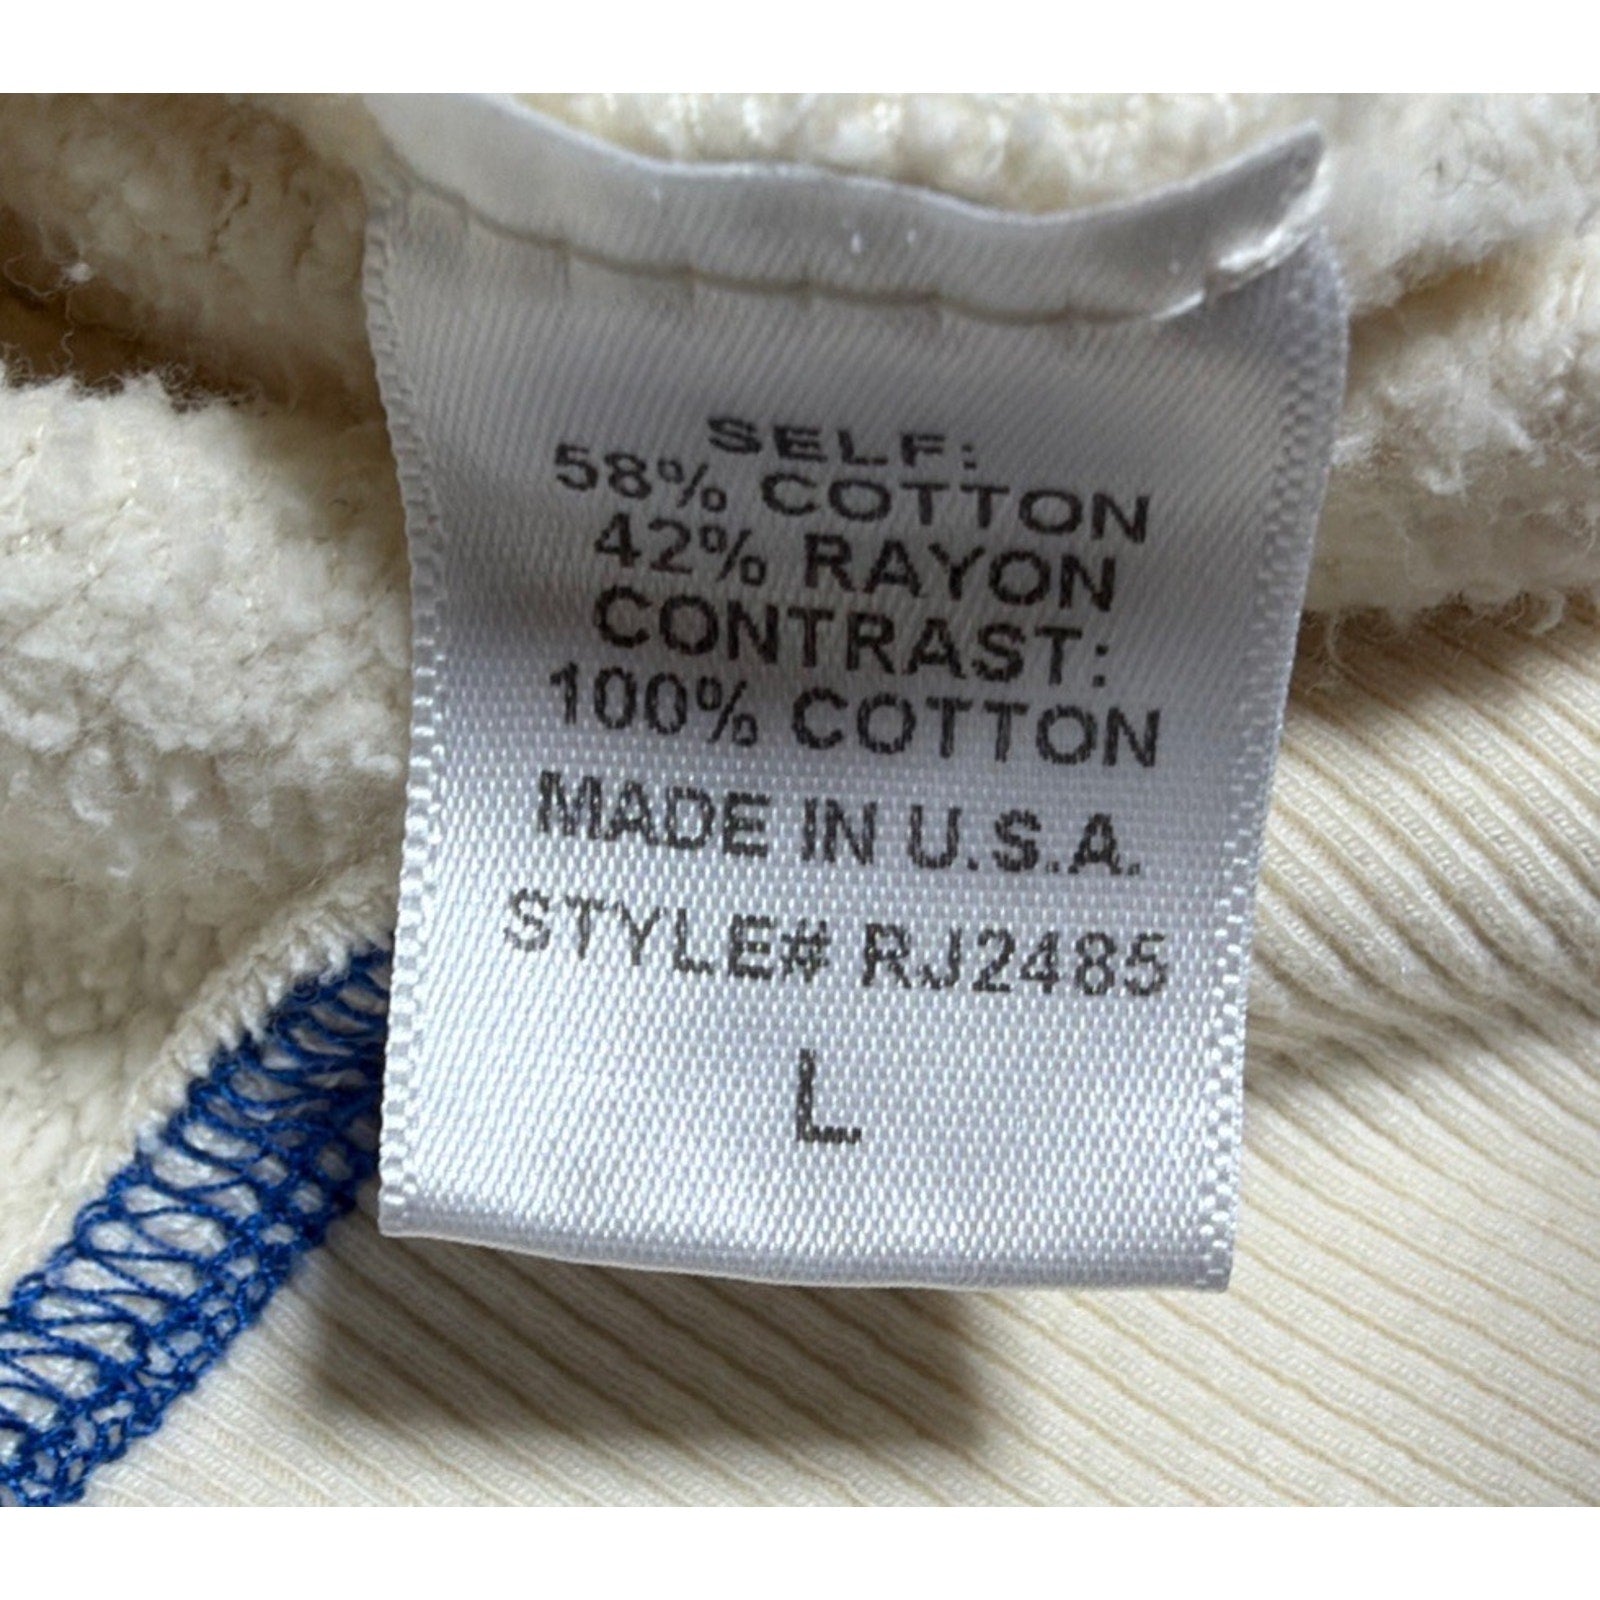 SELF:
58% COTTON
42% RAYON
CONTRAST:
100% COTTON
MADE IN U.S.A.
STYLE# RJ2485
L